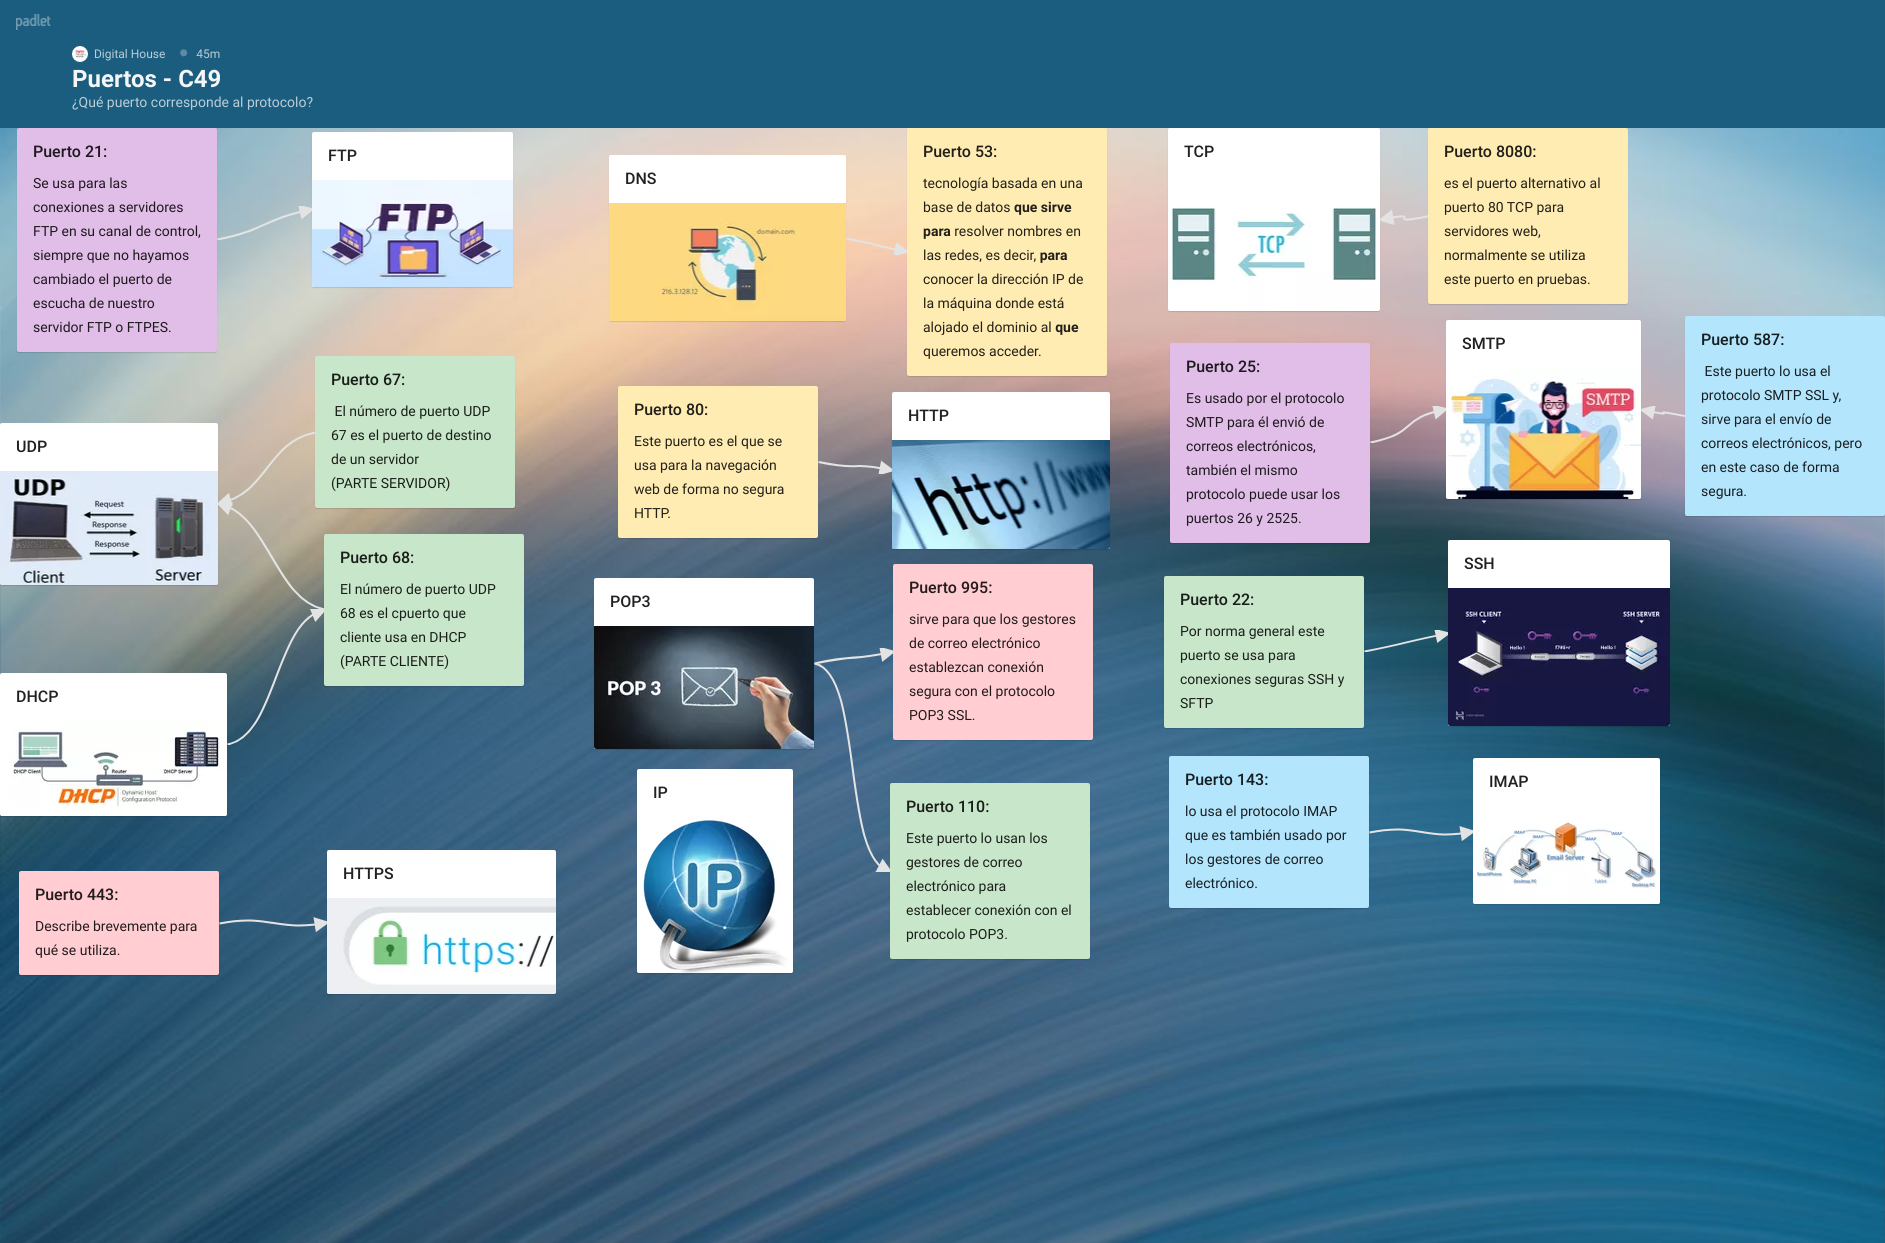 padlet
Digital House 45m
Puertos - C49
¿Qué puerto corresponde al protocolo?
Puerto 21:
Se usa para las
conexiones a servidores
FTP en su canal de control,
siempre que no hayamos
cambiado el puerto de
escucha de nuestro
servidor FTP o FTPES.
FTP
FTP
DNS
domain.com
216.3.128.12
Puerto 53:
tecnología basada en una
base de datos que sirve
para resolver nombres en
las redes, es decir, para
conocer la dirección IP de
la máquina donde está
alojado el dominio al que
queremos acceder.
TCP
TCP
Puerto 8080:
es el puerto alternativo al
puerto 80 TCP para
servidores web,
normalmente se utiliza
este puerto en pruebas.
UDP
UDP
Request
Response
Response
Client
Server
Puerto 67:
El número de puerto UDP
67 es el puerto de destino
de un servidor
(PARTE SERVIDOR)
Puerto 80:
Este puerto es el que se
usa para la navegación
web de forma no segura
HTTP.
HTTP
http://www
Puerto 25:
Es usado por el protocolo
SMTP para él envió de
correos electrónicos,
también el mismo
protocolo puede usar los
puertos 26 y 2525.
SMTP
SMTP
Puerto 587:
Este puerto lo usa el
protocolo SMTP SSL y,
sirve para el envío de
correos electrónicos, pero
en este caso de forma
segura.
Puerto 68:
El número de puerto UDP
68 es el cpuerto que
cliente usa en DHCP
(PARTE CLIENTE)
DHCP
DHCP Client
Router
DHCP Server
DHCP
Dynamic Host
Configuration Protocol
POP3
POP 3
Puerto 995:
sirve para que los gestores
de correo electrónico
establezcan conexión
segura con el protocolo
POP3 SSL.
Puerto 22:
Por norma general este
puerto se usa para
conexiones seguras SSH y
SFTP
SSH
SSH CLIENT
SSH SERVER
Hello !
Hello !
IP
IP
Puerto 110:
Este puerto lo usan los
gestores de correo
electrónico para
establecer conexión con el
protocolo POP3.
Puerto 143:
lo usa el protocolo IMAP
que es también usado por
los gestores de correo
electrónico.
IMAP
IMAP
IMAP
IMAP
IMAP
Email Server
Desktop PC
Tablet
Desktop PC
Puerto 443:
Describe brevemente para
qué se utiliza.
HTTPS
https://